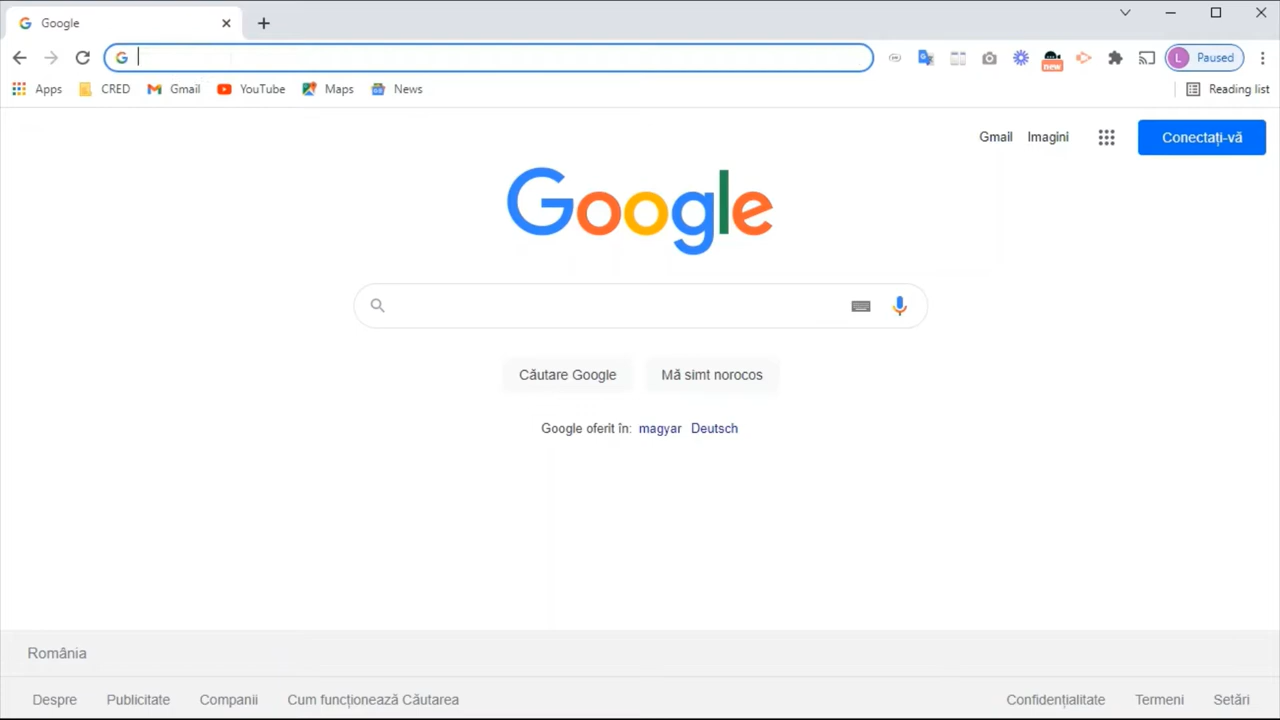 Google
new
L Paused
Apps CRED Gmail YouTube Maps News Reading list
Gmail Imagini Conectați-vă
Google
Căutare Google Mă simt norocos
Google oferit în: magyar Deutsch
România
Despre Publicitate Companii Cum funcționează Căutarea Confidențialitate Termeni Setări